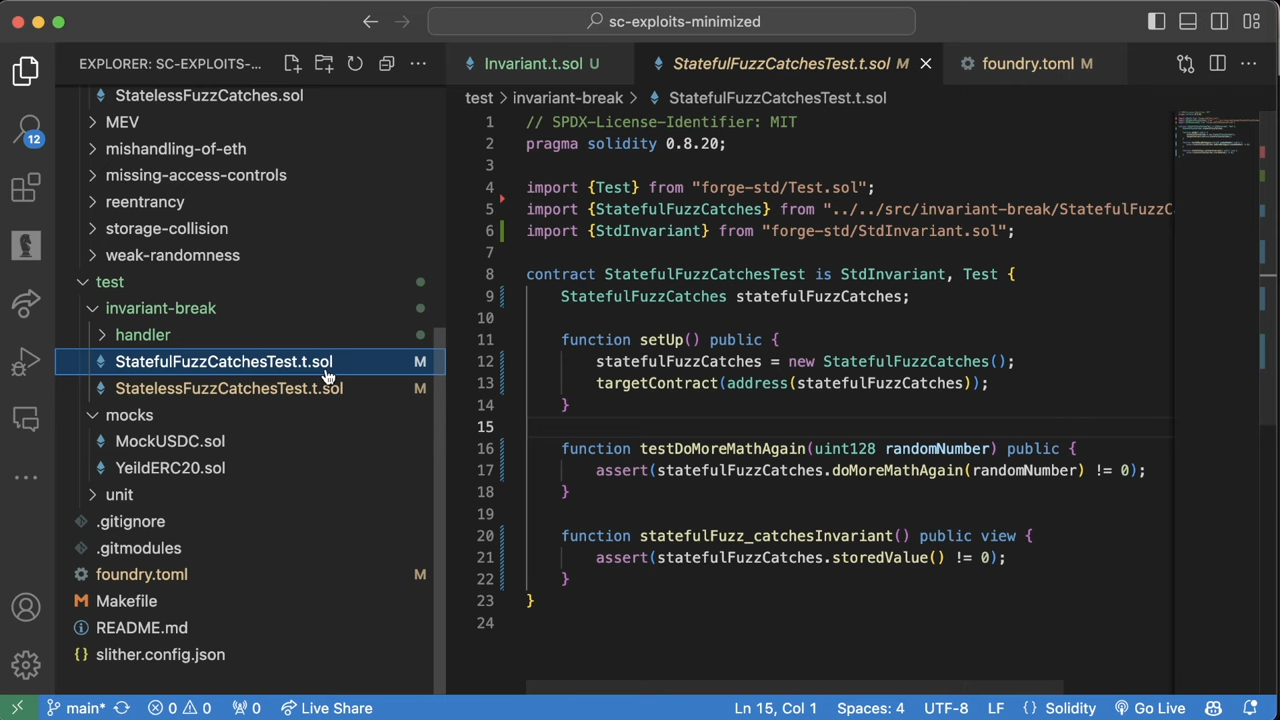 sc-exploits-minimized
EXPLORER: SC-EXPLOITS-...
StatelessFuzzCatches.sol
MEV
mishandling-of-eth
missing-access-controls
reentrancy
storage-collision
weak-randomness
test
invariant-break
handler
StatefulFuzzCatchesTest.t.sol M
StatelessFuzzCatchesTest.t.sol M
mocks
MockUSDC.sol
YeildERC20.sol
unit
.gitignore
.gitmodules
foundry.toml M
Makefile
README.md
slither.config.json
12
Invariant.t.sol U
StatefulFuzzCatchesTest.t.sol M
foundry.toml M
test > invariant-break > StatefulFuzzCatchesTest.t.sol
1 // SPDX-License-Identifier: MIT
2 pragma solidity 0.8.20;
3
4 import {Test} from "forge-std/Test.sol";
5 import {StatefulFuzzCatches} from "../../src/invariant-break/StatefulFuzzC
6 import {StdInvariant} from "forge-std/StdInvariant.sol";
7
8 contract StatefulFuzzCatchesTest is StdInvariant, Test {
9 StatefulFuzzCatches statefulFuzzCatches;
10
11 function setUp() public {
12 statefulFuzzCatches = new StatefulFuzzCatches();
13 targetContract(address(statefulFuzzCatches));
14 }
15
16 function testDoMoreMathAgain(uint128 randomNumber) public {
17 assert(statefulFuzzCatches.doMoreMathAgain(randomNumber) != 0);
18 }
19
20 function statefulFuzz_catchesInvariant() public view {
21 assert(statefulFuzzCatches.storedValue() != 0);
22 }
23 }
24
main* 0 0 0 Live Share Ln 15, Col 1 Spaces: 4 UTF-8 LF {} Solidity Go Live